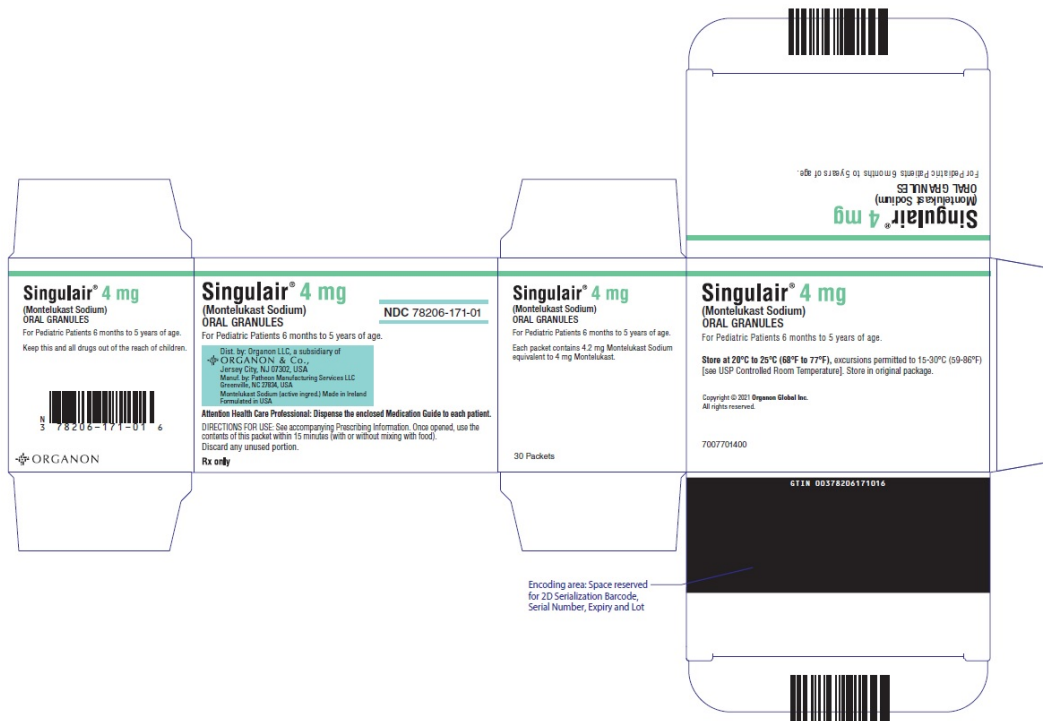 For Pediatric Patients 6 months to 5 years of age.
ORAL GRANULES
(Montelukast Sodium)
Singulair® 4 mg
Singulair® 4 mg
(Montelukast Sodium)
ORAL GRANULES
For Pediatric Patients 6 months to 5 years of age.
Keep this and all drugs out of the reach of children.
N
3 78206-171-01 6
ORGANON
Singulair® 4 mg
(Montelukast Sodium)
ORAL GRANULES
For Pediatric Patients 6 months to 5 years of age.
NDC 78206-171-01
Dist. by: Organon LLC, a subsidiary of
ORGANON & Co.,
Jersey City, NJ 07302, USA
Manuf. by: Patheon Manufacturing Services LLC
Greenville, NC 27834, USA
Montelukast Sodium (active ingred.) Made in Ireland
Formulated in USA
Attention Health Care Professional: Dispense the enclosed Medication Guide to each patient.
DIRECTIONS FOR USE: See accompanying Prescribing Information. Once opened, use the
contents of this packet within 15 minutes (with or without mixing with food).
Discard any unused portion.
Rx only
Singulair® 4 mg
(Montelukast Sodium)
ORAL GRANULES
For Pediatric Patients 6 months to 5 years of age.
Each packet contains 4.2 mg Montelukast Sodium
equivalent to 4 mg Montelukast.
30 Packets
Singulair® 4 mg
(Montelukast Sodium)
ORAL GRANULES
For Pediatric Patients 6 months to 5 years of age.
Store at 20°C to 25°C (68°F to 77°F), excursions permitted to 15-30°C (59-86°F)
[see USP Controlled Room Temperature]. Store in original package.
Copyright © 2021 Organon Global Inc.
All rights reserved.
7007701400
GTIN 00378206171016
Encoding area: Space reserved
for 2D Serialization Barcode,
Serial Number, Expiry and Lot